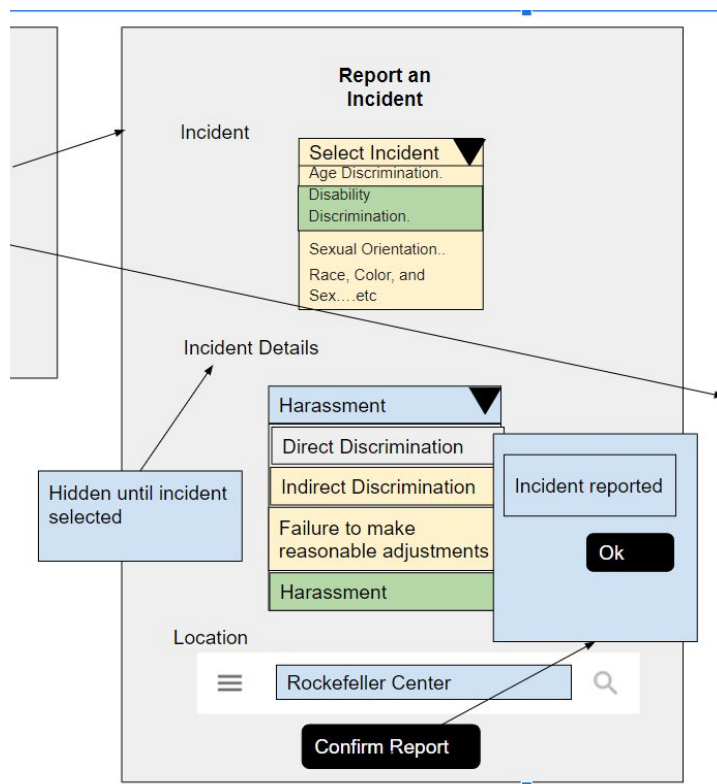 Report an
Incident
Incident
Select Incident
Age Discrimination.
Disability
Discrimination.
Sexual Orientation..
Race, Color, and
Sex....etc
Incident Details
Harassment
Direct Discrimination
Indirect Discrimination
Failure to make
reasonable adjustments
Harassment
Hidden until incident
selected
Incident reported
Ok
Location
Rockefeller Center
Confirm Report